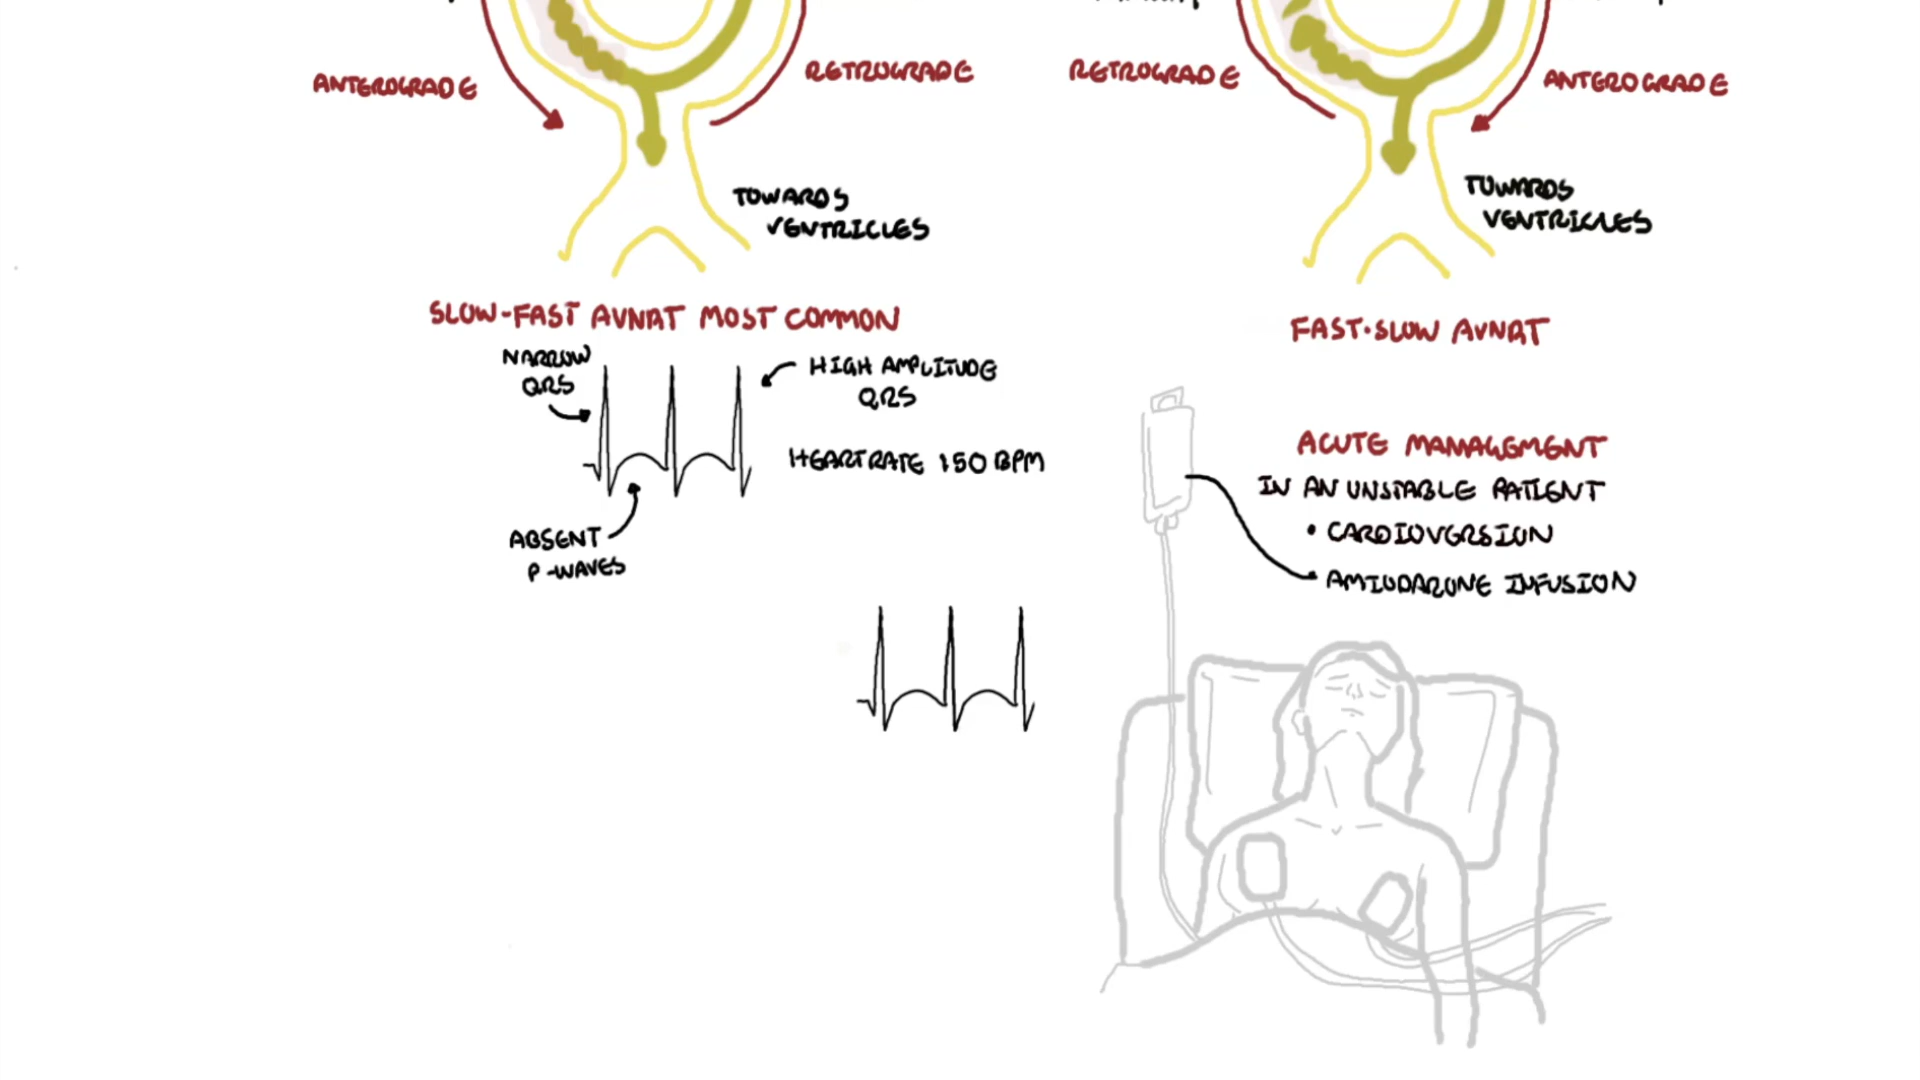 ANTEROGRADE
RETROGRADE
RETROGRADE
ANTEROGRADE
TOWARDS
VENTRICLES
TOWARDS
VENTRICLES
SLOW-FAST AVNRT MOST COMMON
FAST-SLOW AVNRT
NARROW
QRS
HIGH AMPLITUDE
QRS
HEARTRATE 150 BPM
ABSENT
P-WAVES
ACUTE MANAGEMENT
IN AN UNSTABLE PATIENT
• CARDIOVERSION
• AMIODARONE INFUSION